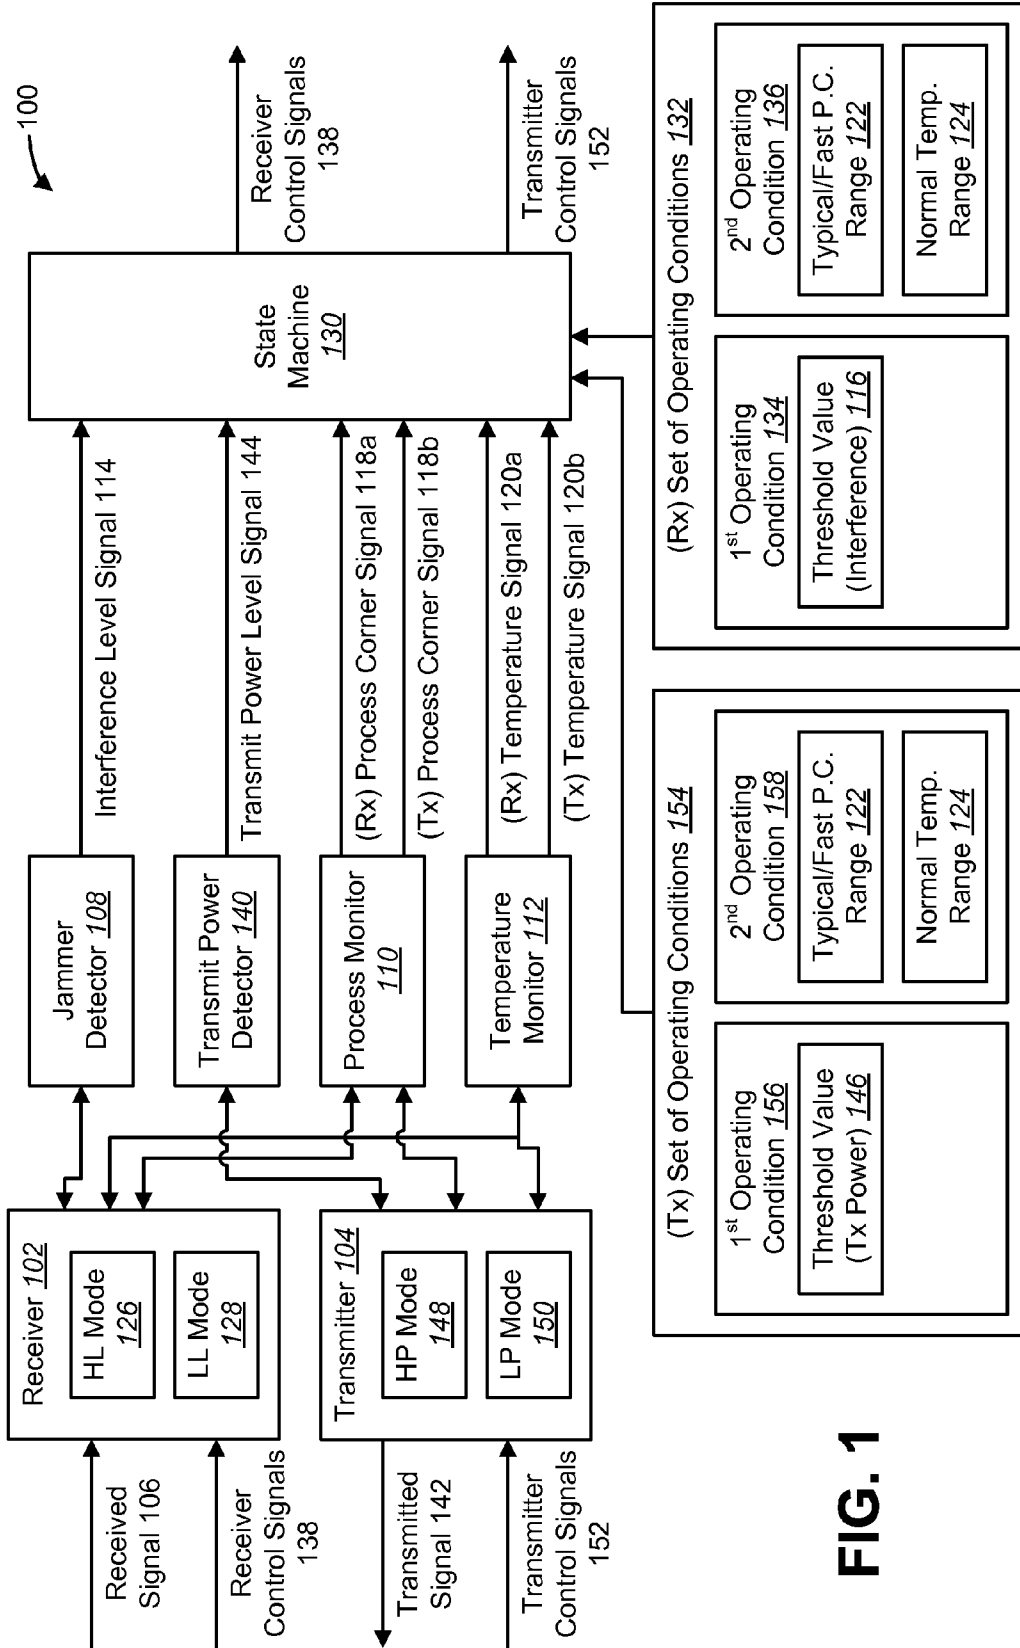 100
Received
Signal 106
Receiver
Control Signals
138
Receiver 102
HL Mode
126
LL Mode
128
Transmitted
Signal 142
Transmitter
Control Signals
152
Transmitter 104
HP Mode
148
LP Mode
150
Jammer
Detector 108
Transmit Power
Detector 140
Process Monitor
110
Temperature
Monitor 112
Interference Level Signal 114
Transmit Power Level Signal 144
(Rx) Process Corner Signal 118a
(Tx) Process Corner Signal 118b
(Rx) Temperature Signal 120a
(Tx) Temperature Signal 120b
State
Machine
130
Receiver
Control Signals
138
Transmitter
Control Signals
152
(Tx) Set of Operating Conditions 154
1st Operating
Condition 156
Threshold Value
(Tx Power) 146
2nd Operating
Condition 158
Typical/Fast P.C.
Range 122
Normal Temp.
Range 124
(Rx) Set of Operating Conditions 132
1st Operating
Condition 134
Threshold Value
(Interference) 116
2nd Operating
Condition 136
Typical/Fast P.C.
Range 122
Normal Temp.
Range 124
FIG. 1